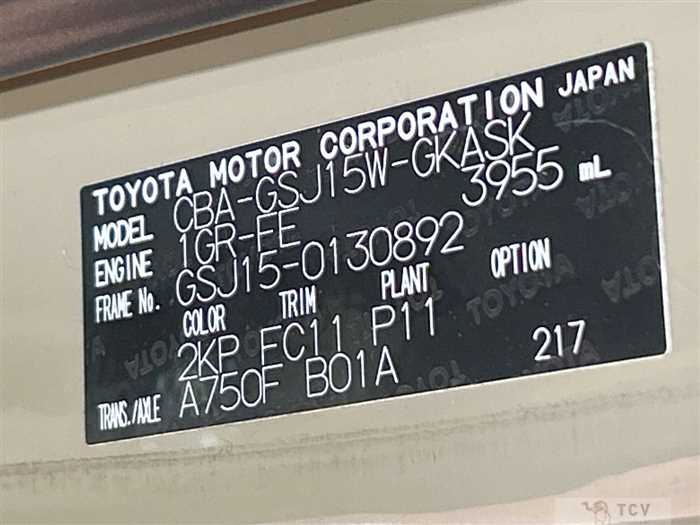 TOYOTA MOTOR CORPORATION JAPAN
MODEL CBA-GSJ15W-GKASK
ENGINE 1GR-FE 3955 mL
FRAME No. GSJ15-0130892
COLOR TRIM PLANT OPTION
2KP FC11 P11
TRANS./AXLE A750F B01A 217
TCV